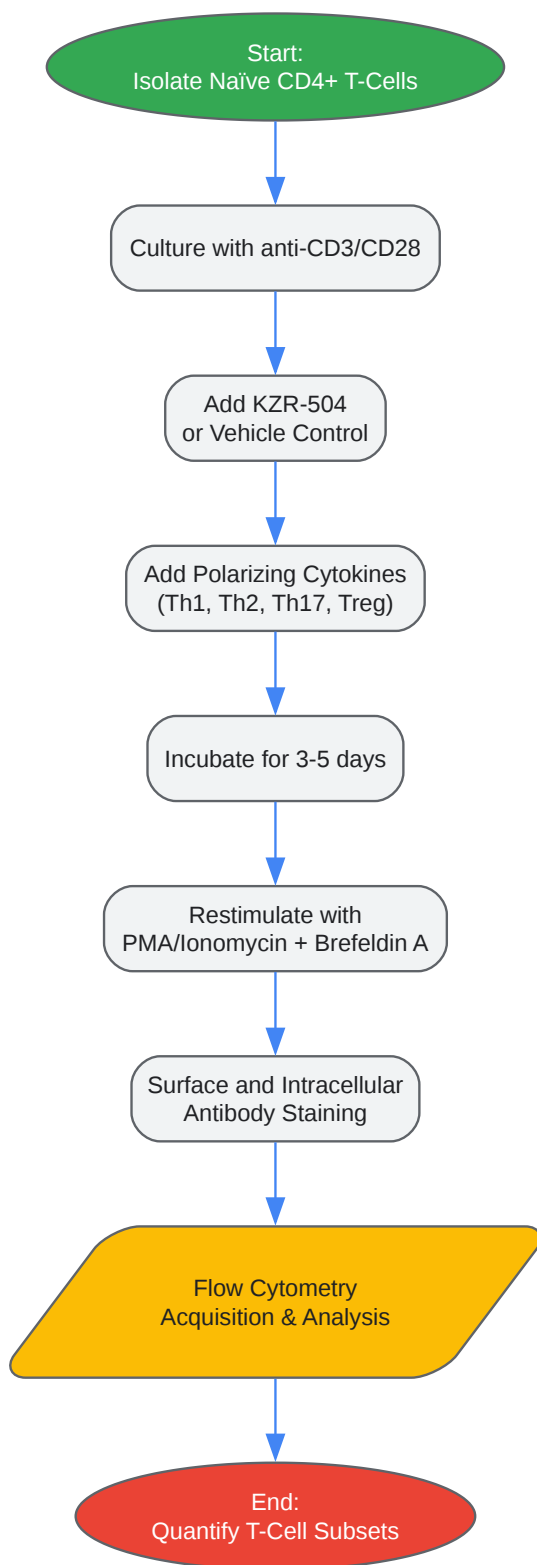 Start:
Isolate Naïve CD4+ T-Cells
Culture with anti-CD3/CD28
Add KZR-504
or Vehicle Control
Add Polarizing Cytokines
(Th1, Th2, Th17, Treg)
Incubate for 3-5 days
Restimulate with
PMA/Ionomycin + Brefeldin A
Surface and Intracellular
Antibody Staining
Flow Cytometry
Acquisition & Analysis
End:
Quantify T-Cell Subsets